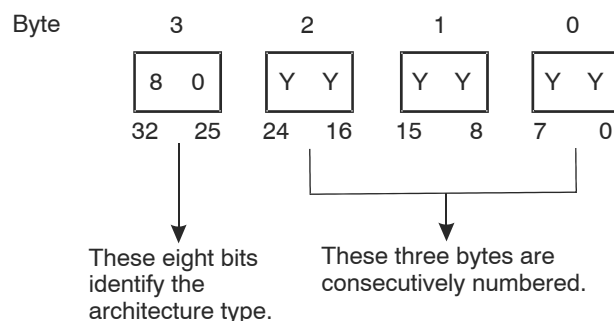 Byte 3 2 1 0
8 0 Y Y Y Y Y Y
32 25 24 16 15 8 7 0
These eight bits
identify the
architecture type.
These three bytes are
consecutively numbered.